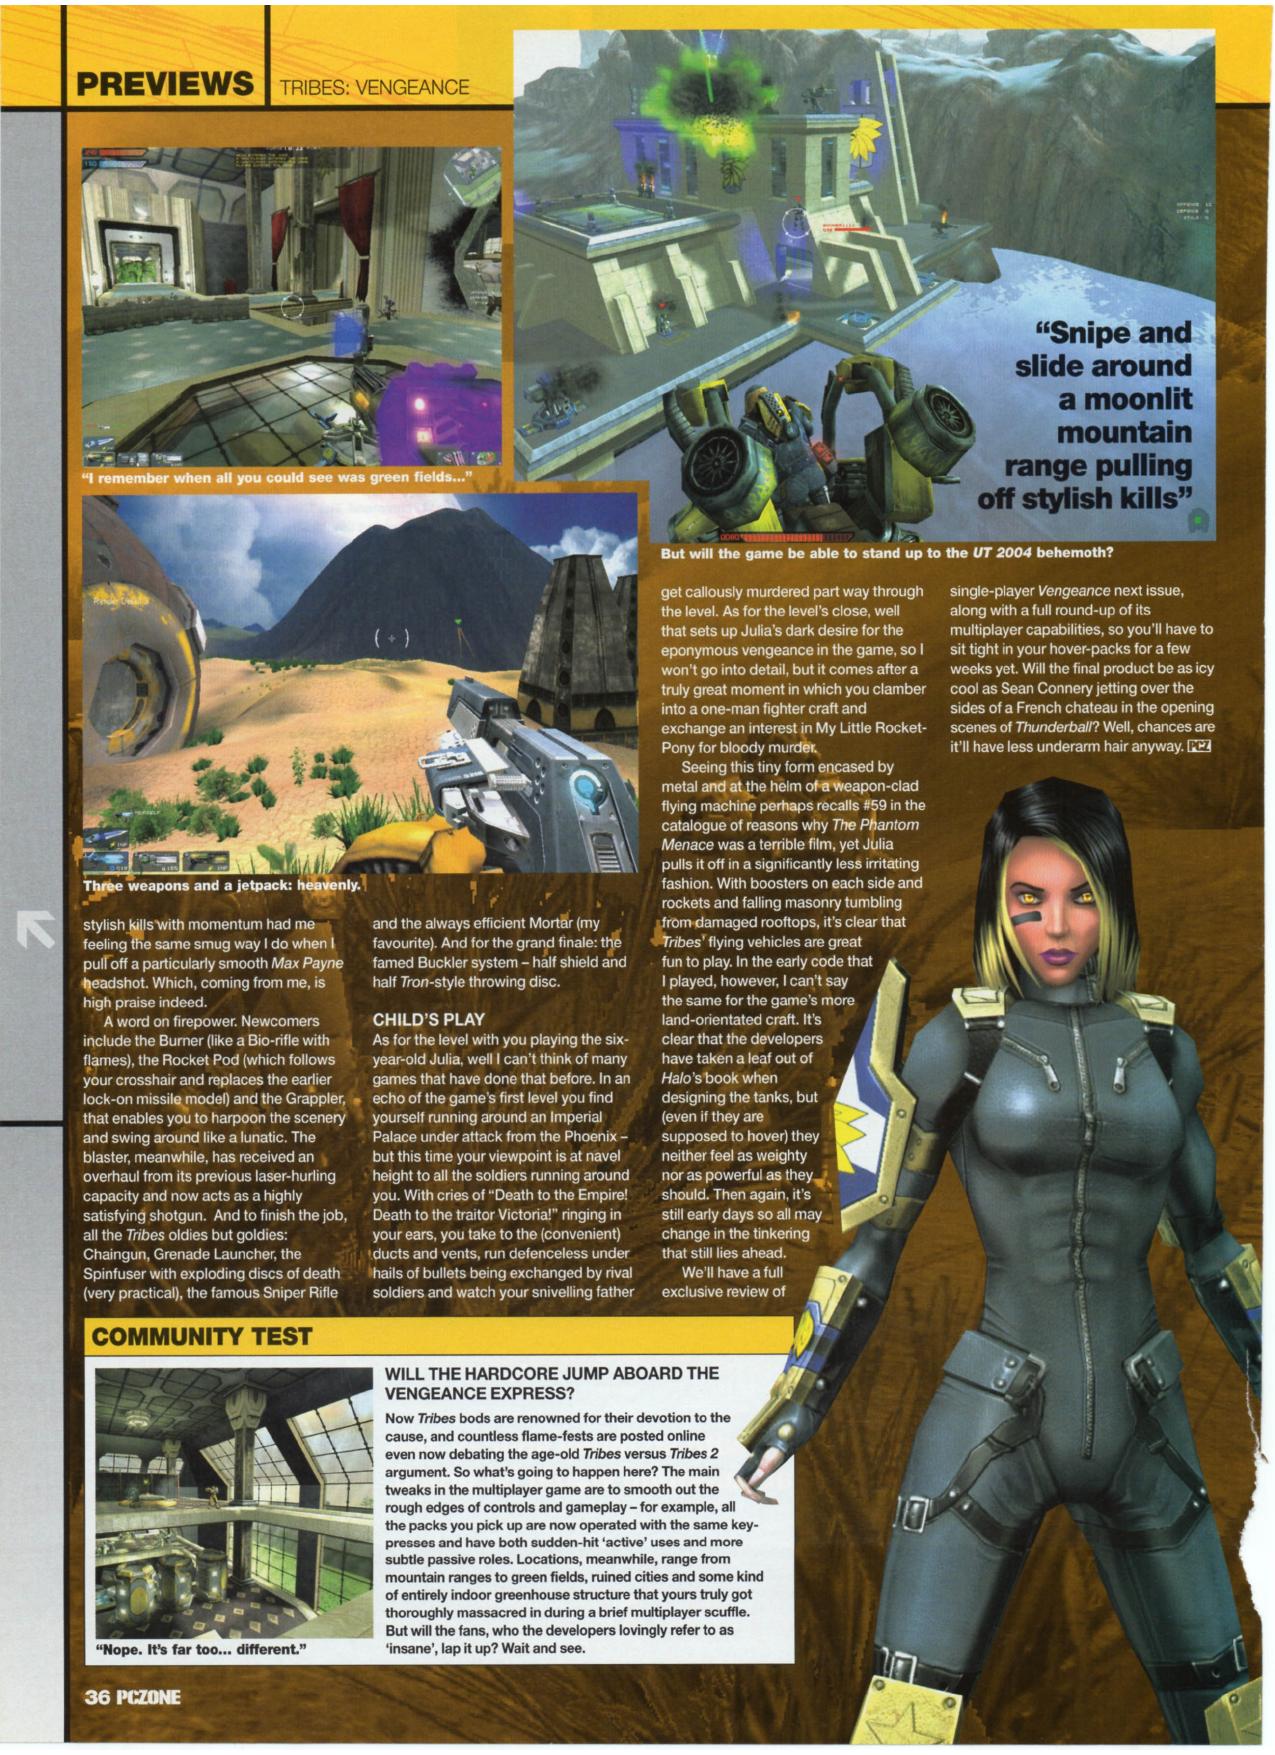 PREVIEWS
TRIBES: VENGEANCE
"I remember when all you could see was green fields..."
"Snipe and
slide around
a moonlit
mountain
range pulling
off stylish kills"
But will the game be able to stand up to the UT 2004 behemoth?
Three weapons and a jetpack: heavenly.
stylish kills with momentum had me
feeling the same smug way I do when I
pull off a particularly smooth Max Payne
headshot. Which, coming from me, is
high praise indeed.
A word on firepower. Newcomers
include the Burner (like a Bio-rifle with
flames), the Rocket Pod (which follows
your crosshair and replaces the earlier
lock-on missile model) and the Grappler,
that enables you to harpoon the scenery
and swing around like a lunatic. The
blaster, meanwhile, has received an
overhaul from its previous laser-hurling
capacity and now acts as a highly
satisfying shotgun. And to finish the job,
all the Tribes oldies but goldies:
Chaingun, Grenade Launcher, the
Spinfuser with exploding discs of death
(very practical), the famous Sniper Rifle
and the always efficient Mortar (my
favourite). And for the grand finale: the
famed Buckler system – half shield and
half Tron-style throwing disc.
CHILD'S PLAY
As for the level with you playing the six-
year-old Julia, well I can't think of many
games that have done that before. In an
echo of the game's first level you find
yourself running around an Imperial
Palace under attack from the Phoenix –
but this time your viewpoint is at navel
height to all the soldiers running around
you. With cries of "Death to the Empire!
Death to the traitor Victoria!" ringing in
your ears, you take to the (convenient)
ducts and vents, run defenceless under
hails of bullets being exchanged by rival
soldiers and watch your snivelling father
get callously murdered part way through
the level. As for the level's close, well
that sets up Julia's dark desire for the
eponymous vengeance in the game, so I
won't go into detail, but it comes after a
truly great moment in which you clamber
into a one-man fighter craft and
exchange an interest in My Little Rocket-
Pony for bloody murder.
Seeing this tiny form encased by
metal and at the helm of a weapon-clad
flying machine perhaps recalls #59 in the
catalogue of reasons why The Phantom
Menace was a terrible film, yet Julia
pulls it off in a significantly less irritating
fashion. With boosters on each side and
rockets and falling masonry tumbling
from damaged rooftops, it's clear that
Tribes' flying vehicles are great
fun to play. In the early code that
I played, however, I can't say
the same for the game's more
land-orientated craft. It's
clear that the developers
have taken a leaf out of
Halo's book when
designing the tanks, but
(even if they are
supposed to hover) they
neither feel as weighty
nor as powerful as they
should. Then again, it's
still early days so all may
change in the tinkering
that still lies ahead.
We'll have a full
exclusive review of
single-player Vengeance next issue,
along with a full round-up of its
multiplayer capabilities, so you'll have to
sit tight in your hover-packs for a few
weeks yet. Will the final product be as icy
cool as Sean Connery jetting over the
sides of a French chateau in the opening
scenes of Thunderball? Well, chances are
it'll have less underarm hair anyway. PCZ
COMMUNITY TEST
"Nope. It's far too... different."
WILL THE HARDCORE JUMP ABOARD THE
VENGEANCE EXPRESS?
Now Tribes bods are renowned for their devotion to the
cause, and countless flame-fests are posted online
even now debating the age-old Tribes versus Tribes 2
argument. So what's going to happen here? The main
tweaks in the multiplayer game are to smooth out the
rough edges of controls and gameplay – for example, all
the packs you pick up are now operated with the same key-
presses and have both sudden-hit 'active' uses and more
subtle passive roles. Locations, meanwhile, range from
mountain ranges to green fields, ruined cities and some kind
of entirely indoor greenhouse structure that yours truly got
thoroughly massacred in during a brief multiplayer scuffle.
But will the fans, who the developers lovingly refer to as
'insane', lap it up? Wait and see.
36 PCZONE